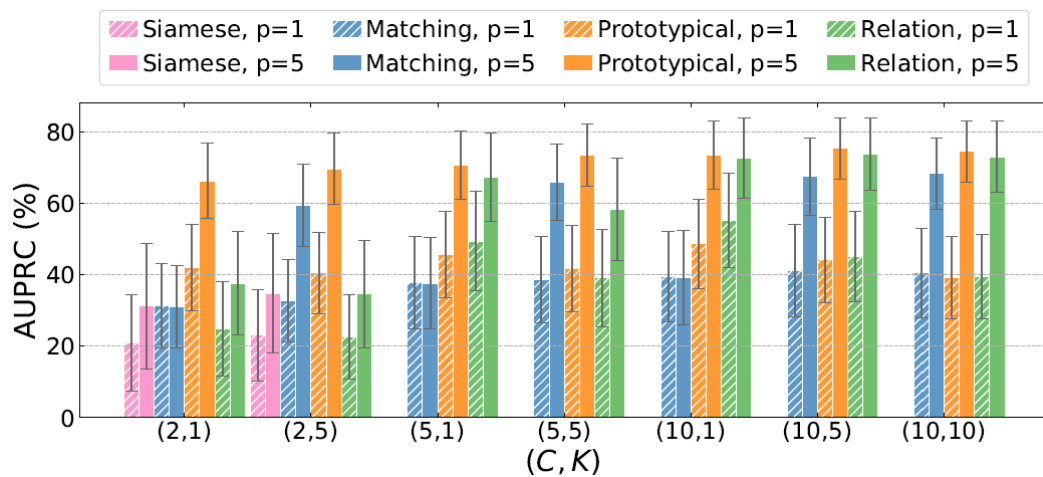 Siamese, p=1 Matching, p=1 Prototypical, p=1 Relation, p=1
Siamese, p=5 Matching, p=5 Prototypical, p=5 Relation, p=5
AUPRC (%)
80
60
40
20
0
(2,1) (2,5) (5,1) (5,5) (10,1) (10,5) (10,10)
(C, K)